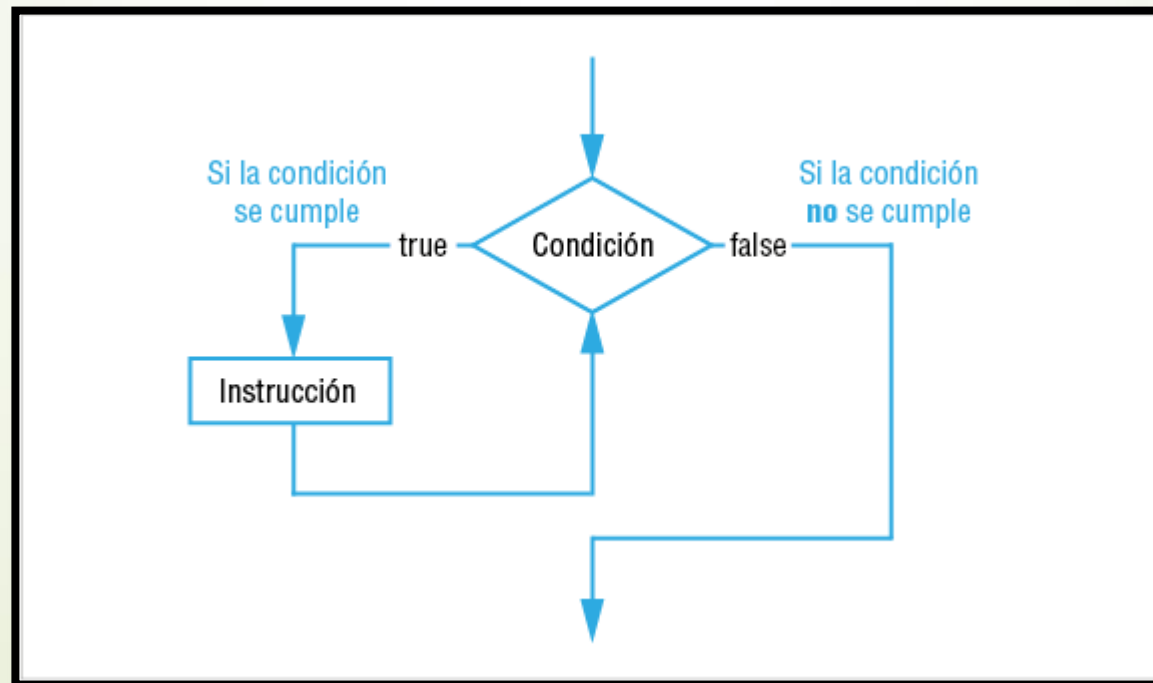 Si la condición
se cumple
Si la condición
no se cumple
true
Condición
false
Instrucción